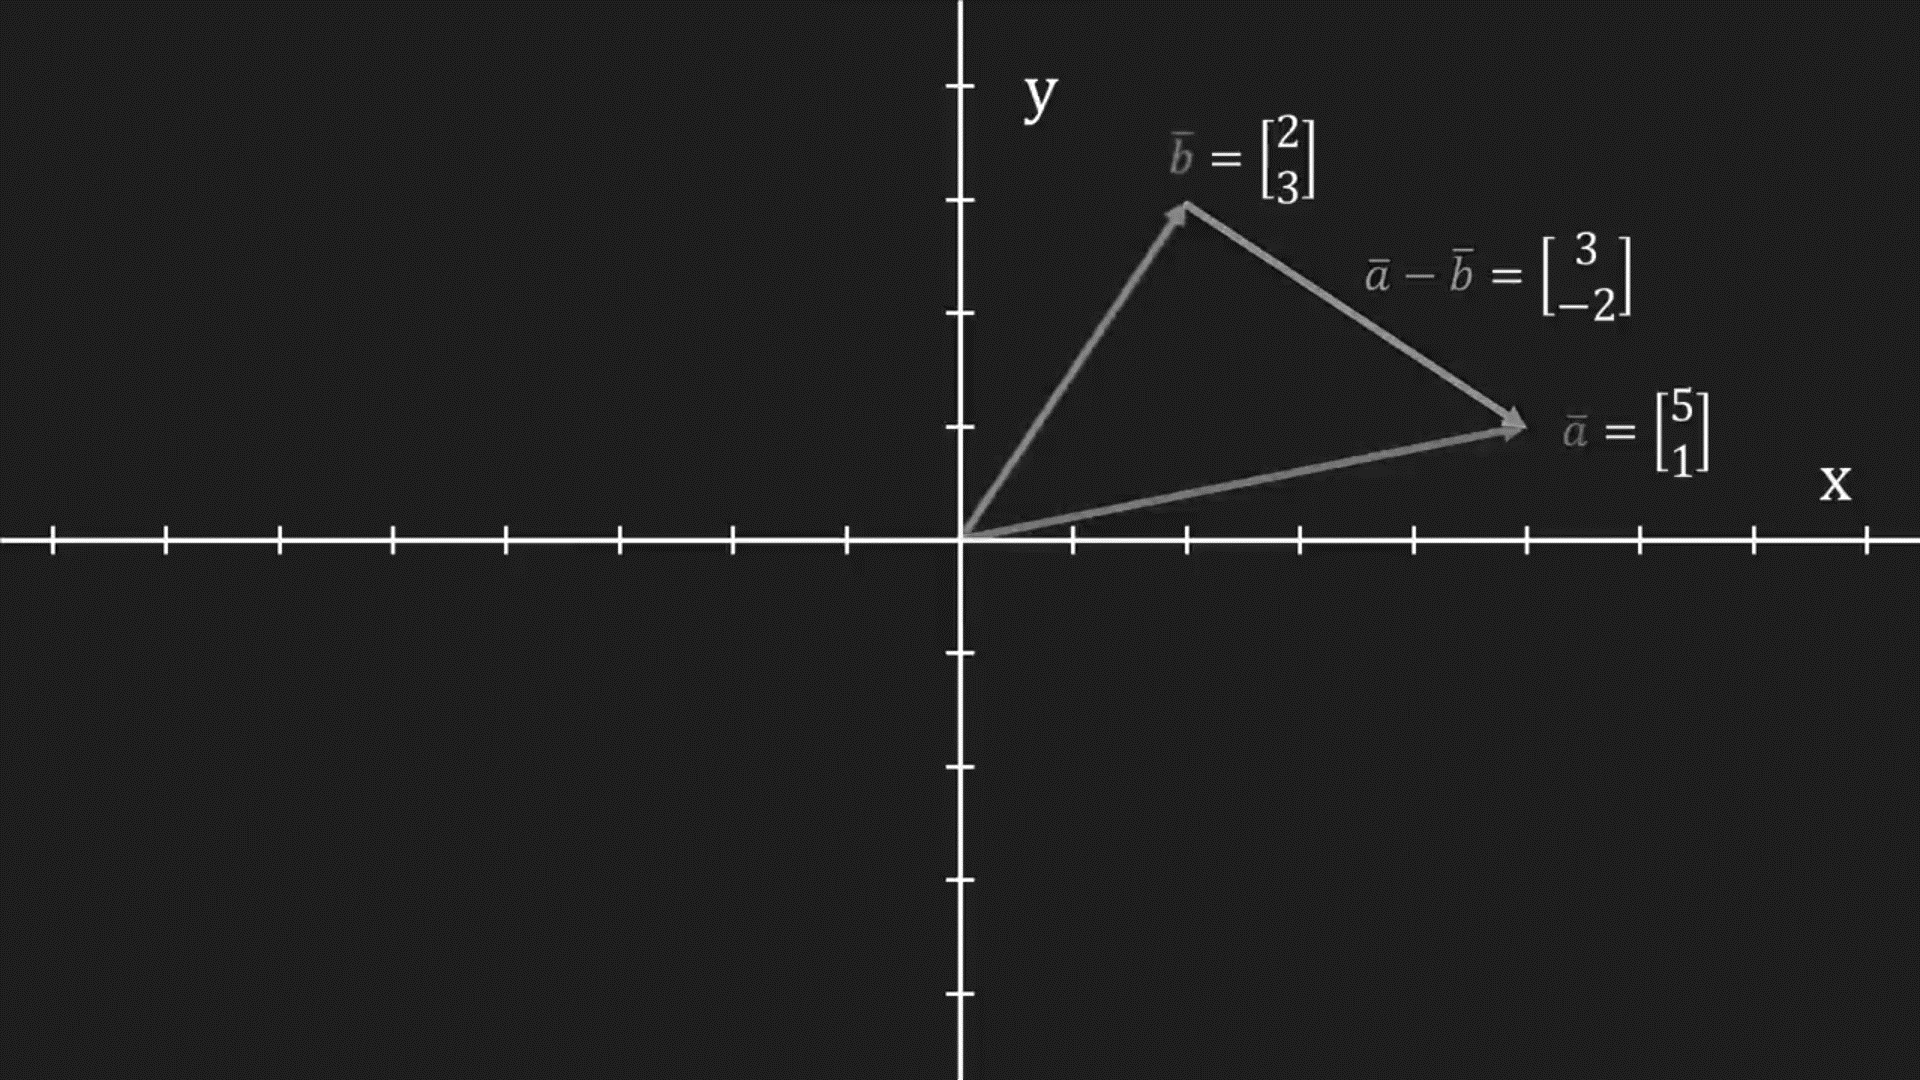 y
b̅ = [2 3]
a̅ − b̅ = [3 −2]
a̅ = [5 1]
x